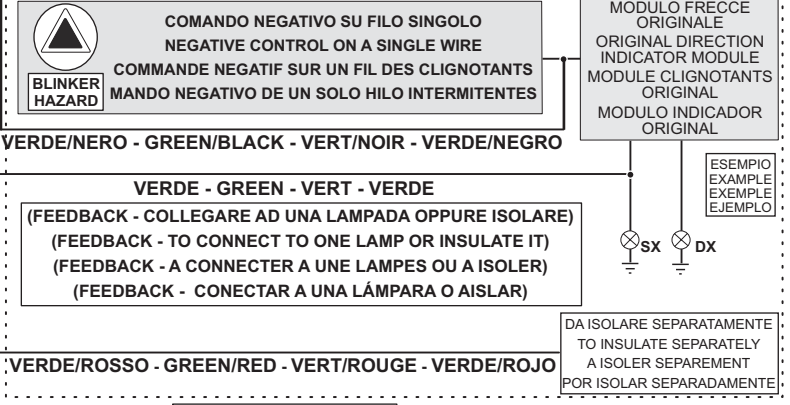 COMANDO NEGATIVO SU FILO SINGOLO
NEGATIVE CONTROL ON A SINGLE WIRE
COMMANDE NEGATIF SUR UN FIL DES CLIGNOTANTS
MANDO NEGATIVO DE UN SOLO HILO INTERMITENTES
BLINKER
HAZARD
MODULO FRECCE
ORIGINALE
ORIGINAL DIRECTION
INDICATOR MODULE
MODULE CLIGNOTANTS
ORIGINAL
MODULO INDICADOR
ORIGINAL
VERDE/NERO - GREEN/BLACK - VERT/NOIR - VERDE/NEGRO
ESEMPIO
EXAMPLE
EXEMPLE
EJEMPLO
VERDE - GREEN - VERT - VERDE
(FEEDBACK - COLLEGARE AD UNA LAMPADA OPPURE ISOLARE)
(FEEDBACK - TO CONNECT TO ONE LAMP OR INSULATE IT)
(FEEDBACK - A CONNECTER A UNE LAMPES OU A ISOLER)
(FEEDBACK - CONECTAR A UNA LÁMPARA O AISLAR)
SX DX
DA ISOLARE SEPARATAMENTE
TO INSULATE SEPARATELY
A ISOLER SEPAREMENT
POR ISOLAR SEPARADAMENTE
VERDE/ROSSO - GREEN/RED - VERT/ROUGE - VERDE/ROJO